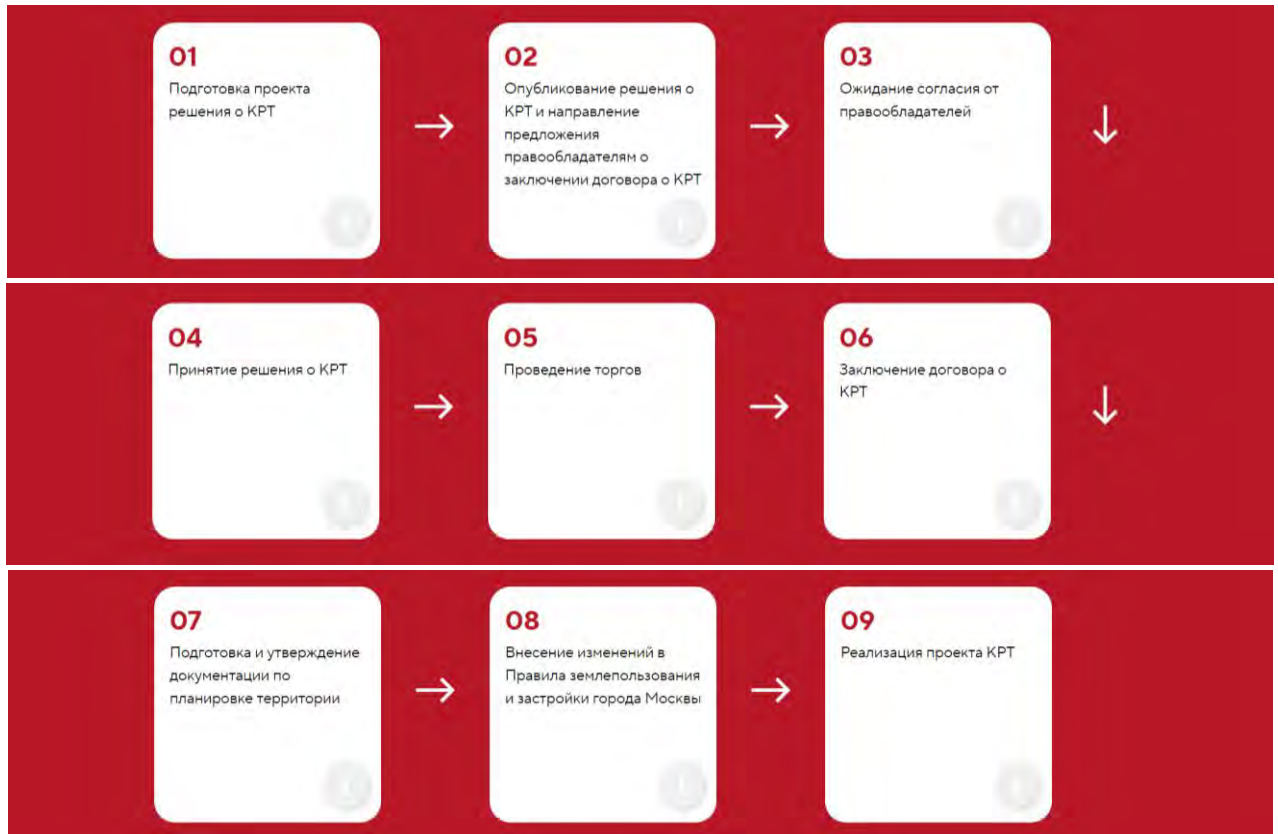 01
Подготовка проекта
решения о КРТ
02
Опубликование решения о
КРТ и направление
предложения
правообладателям о
заключении договора о КРТ
03
Ожидание согласия от
правообладателей
04
Принятие решения о КРТ
05
Проведение торгов
06
Заключение договора о
КРТ
07
Подготовка и утверждение
документации по
планировке территории
08
Внесение изменений в
Правила землепользования
и застройки города Москвы
09
Реализация проекта КРТ